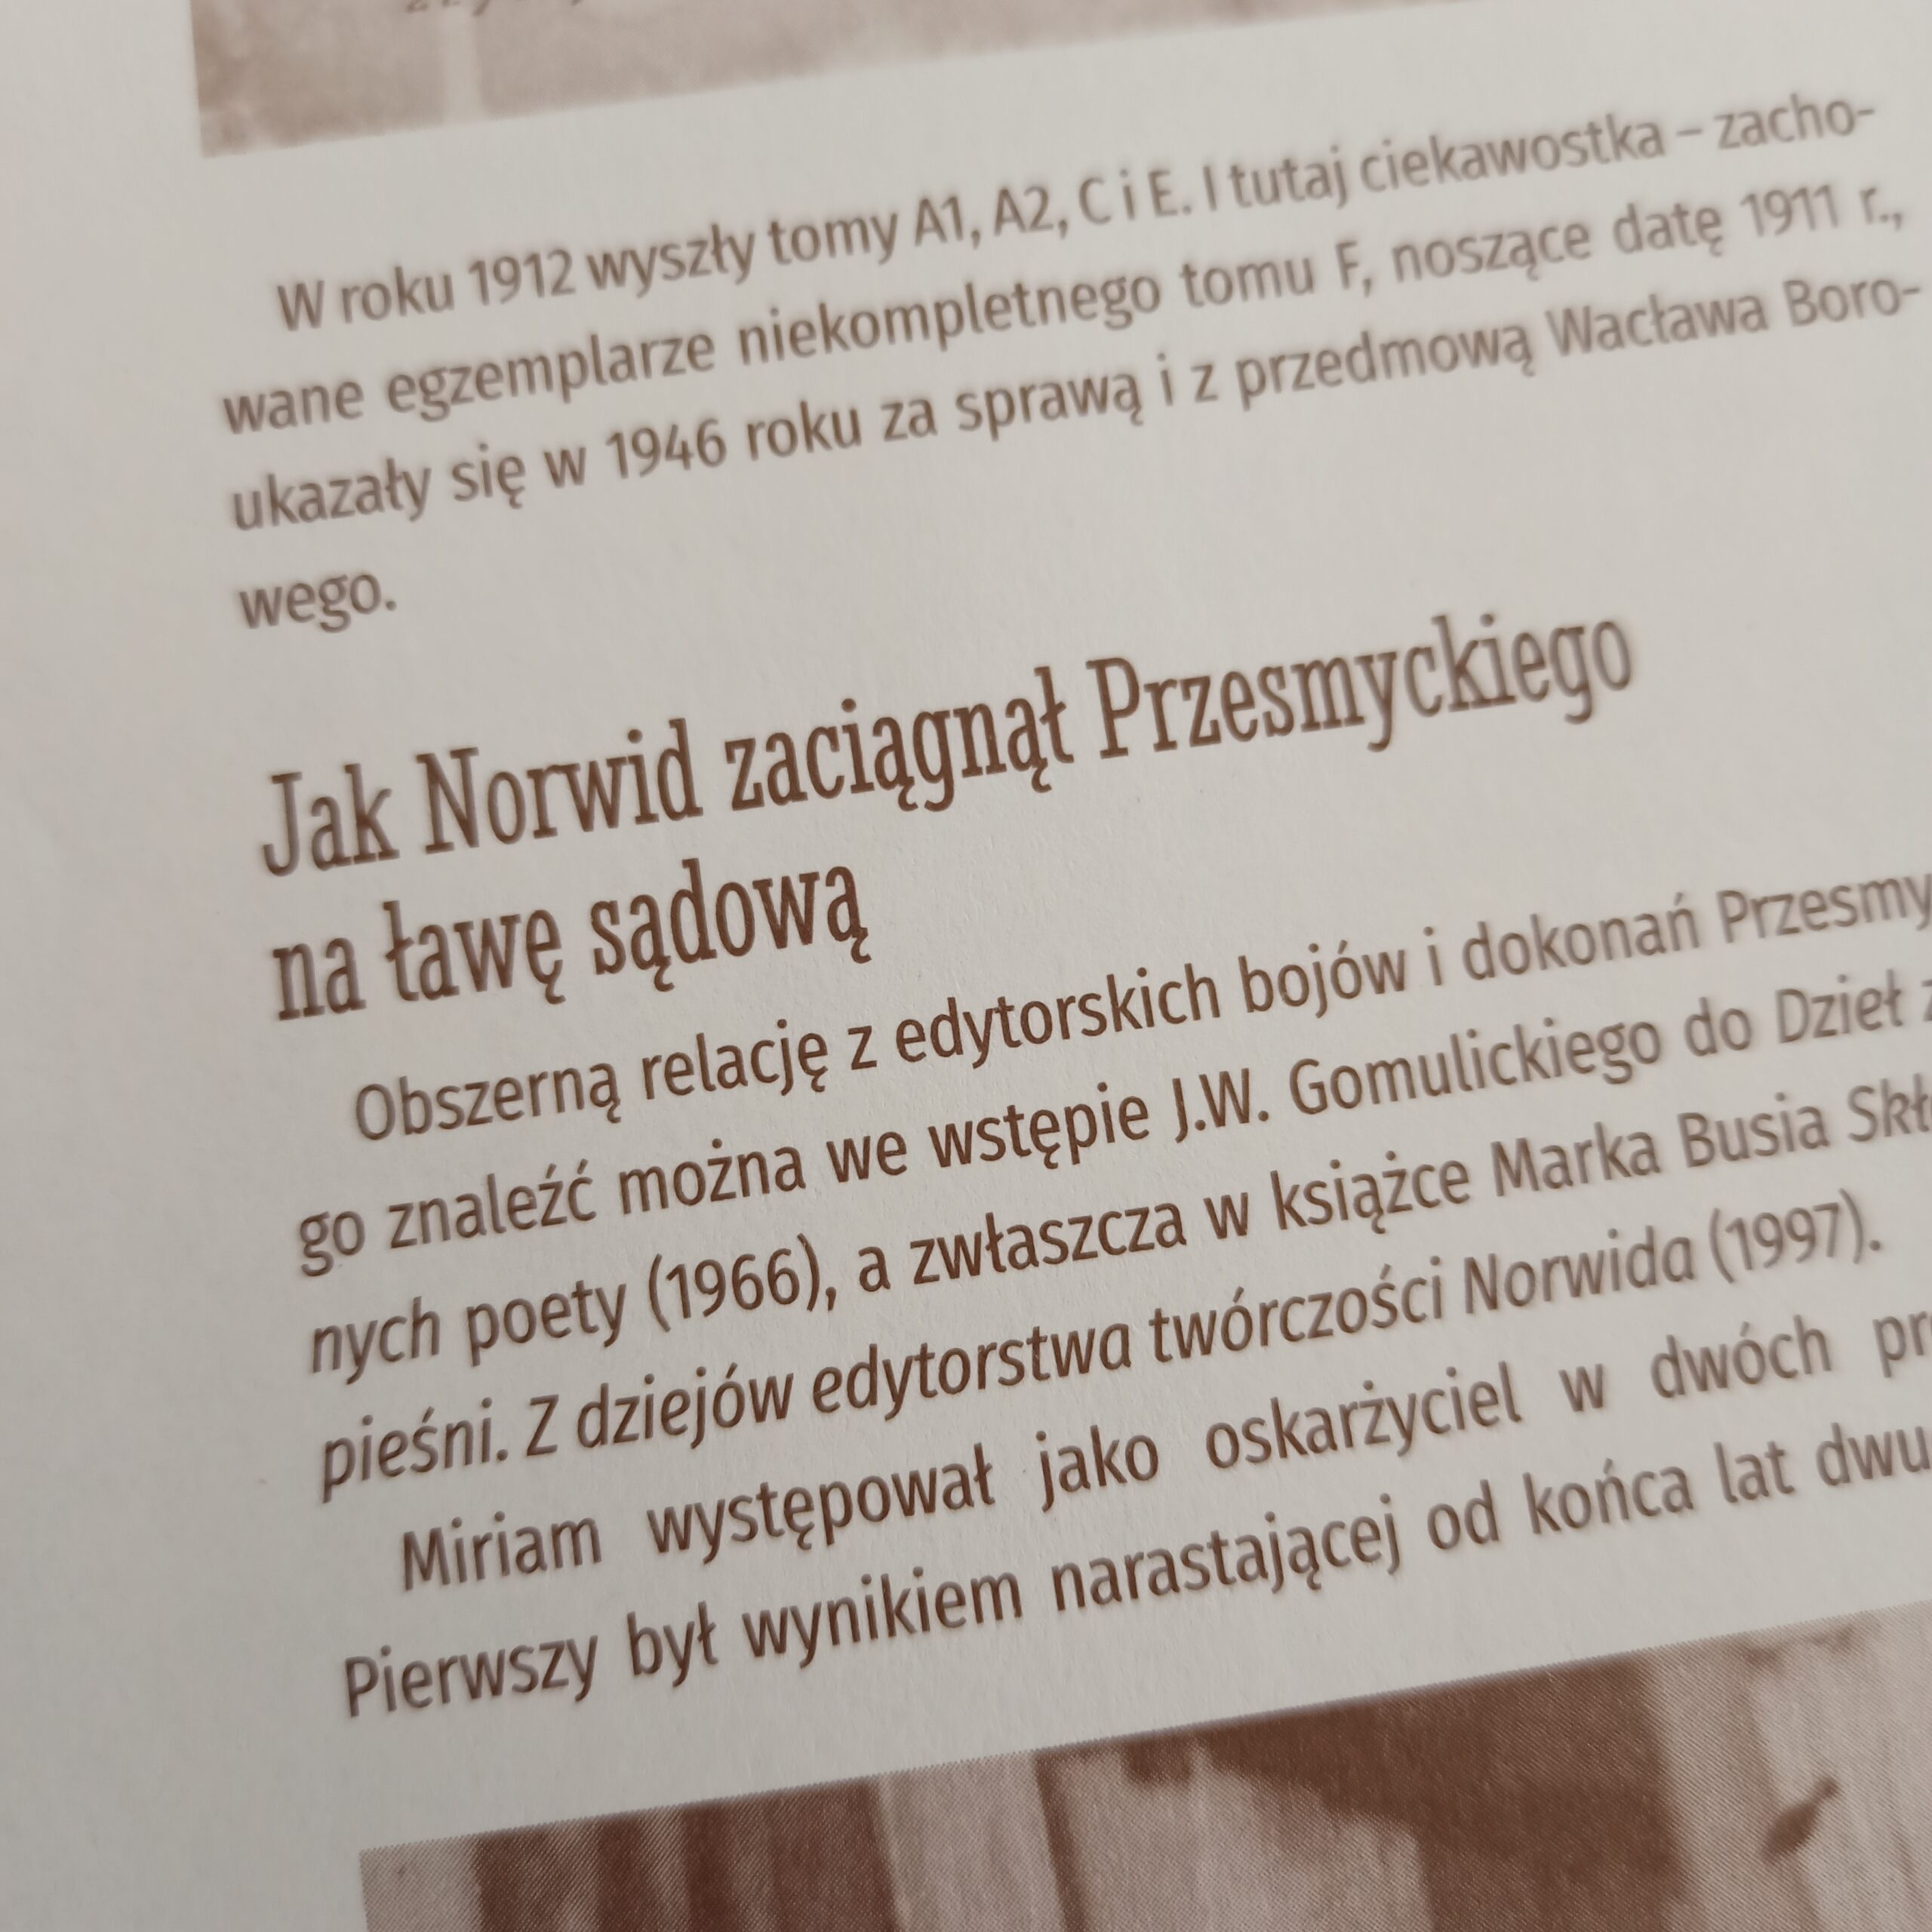 W roku 1912 wyszły tomy A1, A2, C i E. I tutaj ciekawostka – zacho-
wane egzemplarze niekompletnego tomu F, noszące datę 1911 r.,
ukazały się w 1946 roku za sprawą i z przedmową Wacława Boro-
wego.
Jak Norwid zaciągnął Przesmyckiego
na ławę sądową
Obszerną relację z edytorskich bojów i dokonań Przesmy
go znaleźć można we wstępie J.W. Gomulickiego do Dzieł z
nych poety (1966), a zwłaszcza w książce Marka Busia Skł
pieśni. Z dziejów edytorstwa twórczości Norwida (1997).
Miriam występował jako oskarżyciel w dwóch pr
Pierwszy był wynikiem narastającej od końca lat dwu